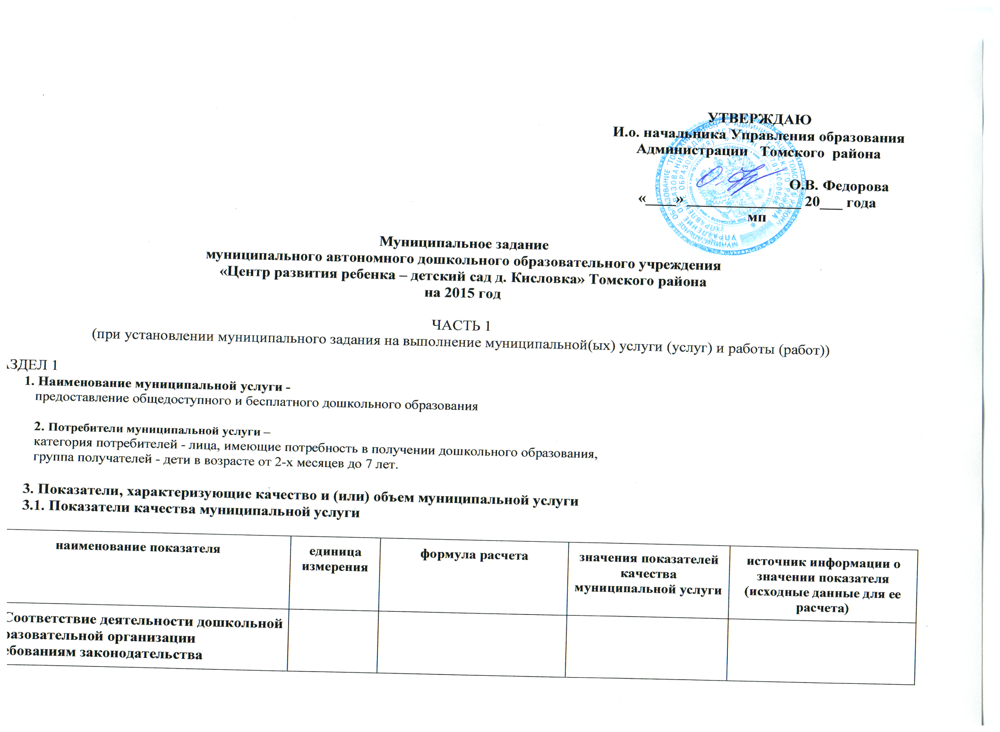 УТВЕРЖДАЮ
И.о. начальника Управления образования
Администрации Томского района
О.В. Федорова
«____» _______________ 20___ года
мп
Муниципальное задание
муниципального автономного дошкольного образовательного учреждения
«Центр развития ребенка – детский сад д. Кисловка» Томского района
на 2015 год
ЧАСТЬ 1
(при установлении муниципального задания на выполнение муниципальной(ых) услуги (услуг) и работы (работ))
АЗДЕЛ 1
1. Наименование муниципальной услуги -
предоставление общедоступного и бесплатного дошкольного образования
2. Потребители муниципальной услуги –
категория потребителей - лица, имеющие потребность в получении дошкольного образования,
группа получателей - дети в возрасте от 2-х месяцев до 7 лет.
3. Показатели, характеризующие качество и (или) объем муниципальной услуги
3.1. Показатели качества муниципальной услуги
наименование показателя
единица
измерения
формула расчета
значения показателей
качества
муниципальной услуги
источник информации о
значении показателя
(исходные данные для ее
расчета)
Соответствие деятельности дошкольной
разовательной организации
ебованиям законодательства